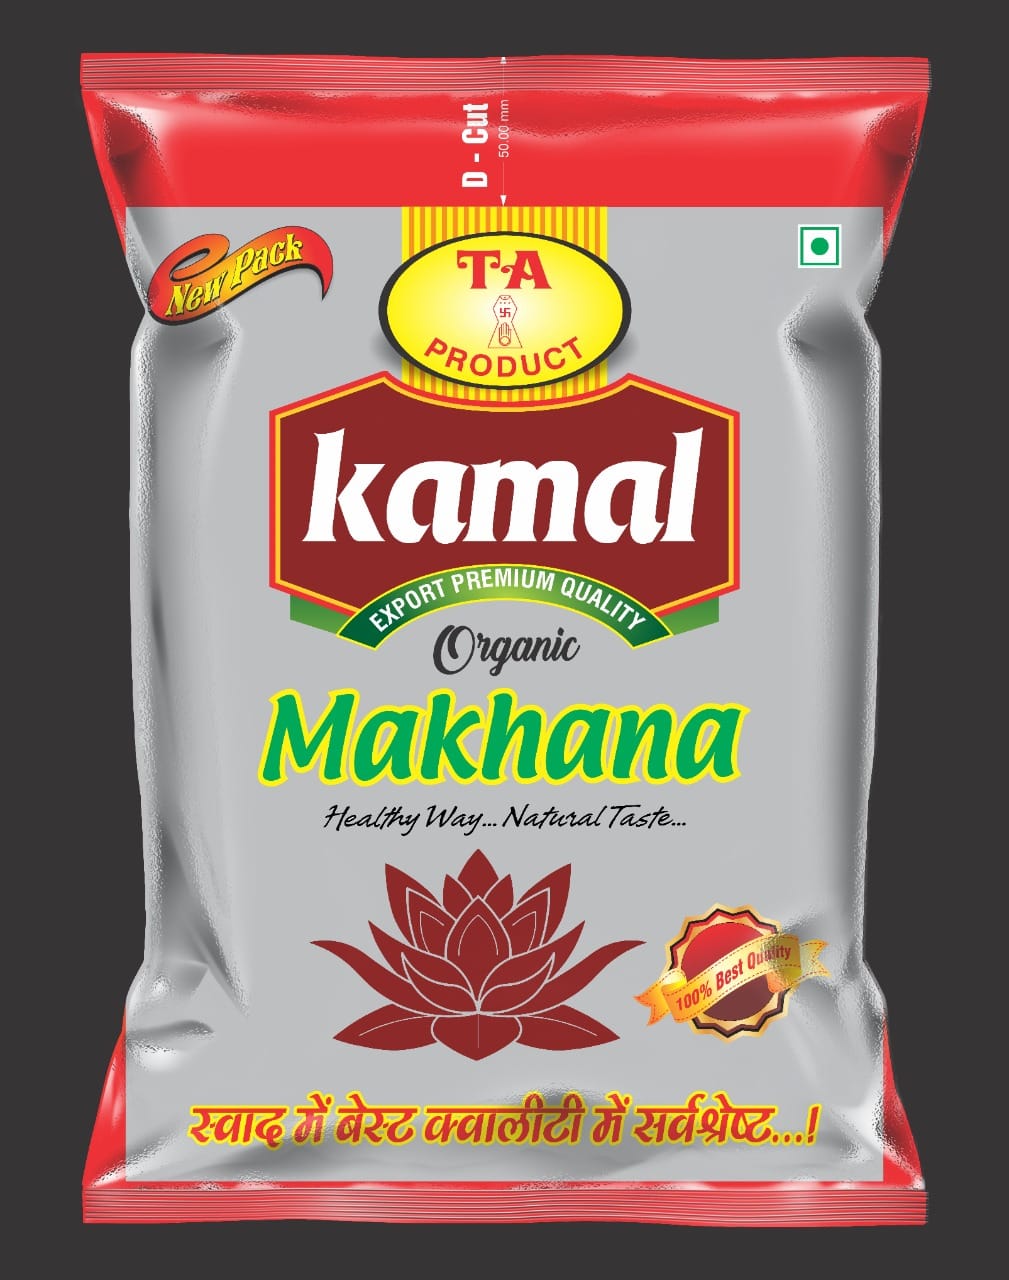 D - Cut
50.00 mm
New Pack
T·A
卐
PRODUCT
kamal
EXPORT PREMIUM QUALITY
Organic
Makhana
Healthy Way... Natural Taste...
100% Best Quality
स्वाद में बेस्ट क्वालीटी में सर्वश्रेष्ट...!